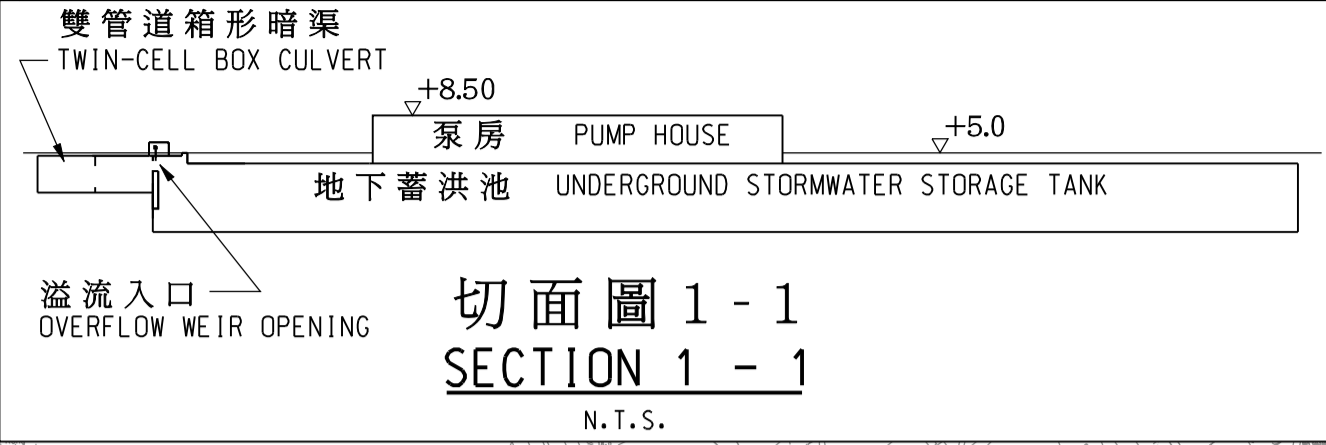 雙管道箱形暗渠
TWIN-CELL BOX CULVERT
+8.50
泵房 PUMP HOUSE
+5.0
地下蓄洪池 UNDERGROUND STORMWATER STORAGE TANK
溢流入口
OVERFLOW WEIR OPENING
切面圖 1 - 1
SECTION 1 - 1
N.T.S.